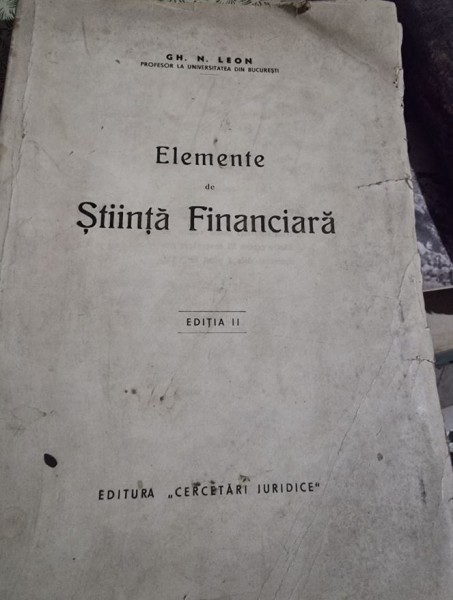 GH. N. LEON
PROFESOR LA UNIVERSITATEA DIN BUCUREȘTI
Elemente
de
Știință Financiară
EDIȚIA II
EDITURA „CERCETĂRI JURIDICE"